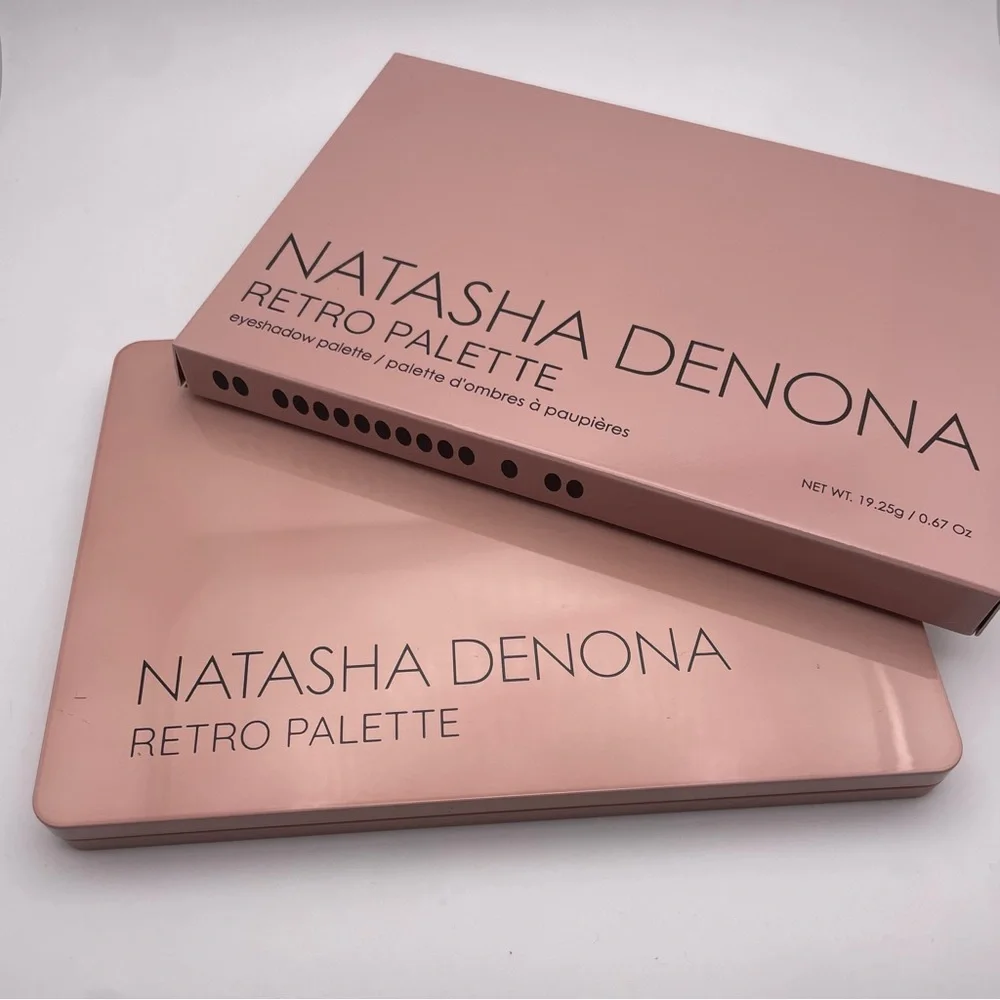 NATASHA DENONA
RETRO PALETTE
eyeshadow palette / palette d'ombres à paupières
NET WT. 19.25g / 0.67 Oz
NATASHA DENONA
RETRO PALETTE